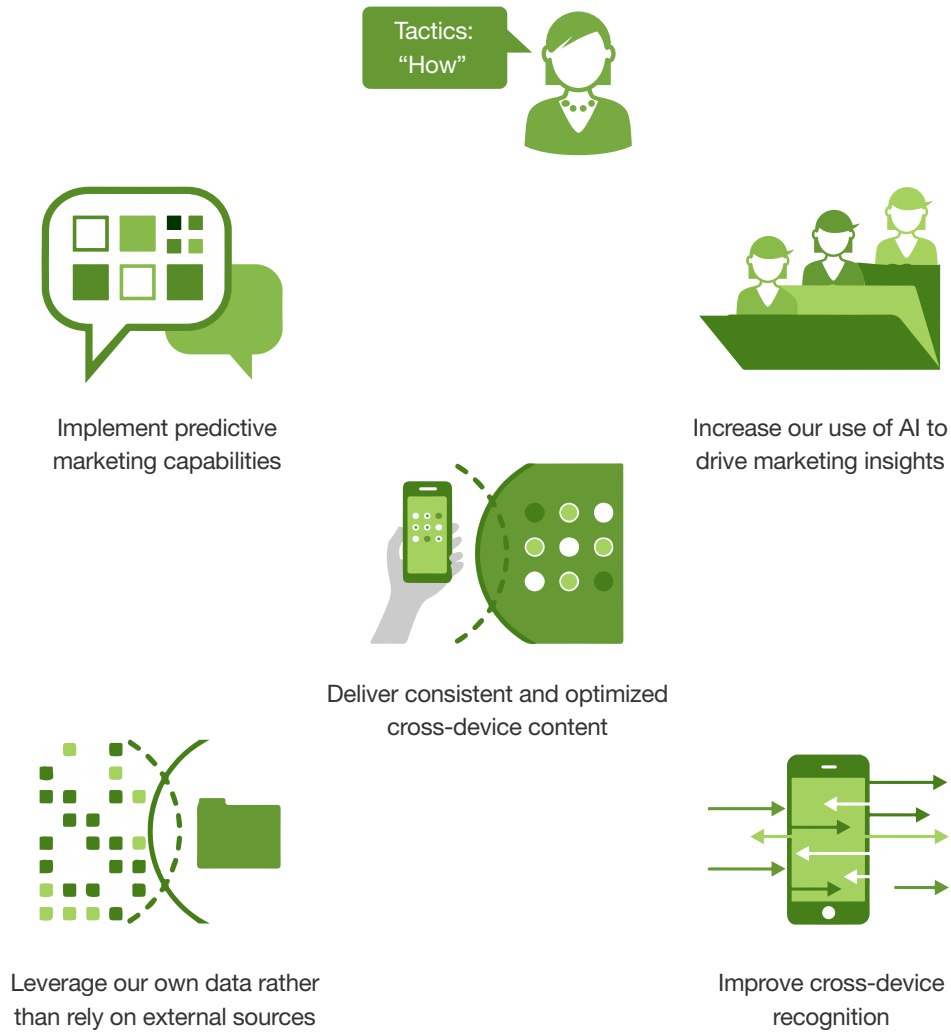 Tactics:
“How”
Implement predictive
marketing capabilities
Increase our use of AI to
drive marketing insights
Deliver consistent and optimized
cross-device content
Leverage our own data rather
than rely on external sources
Improve cross-device
recognition